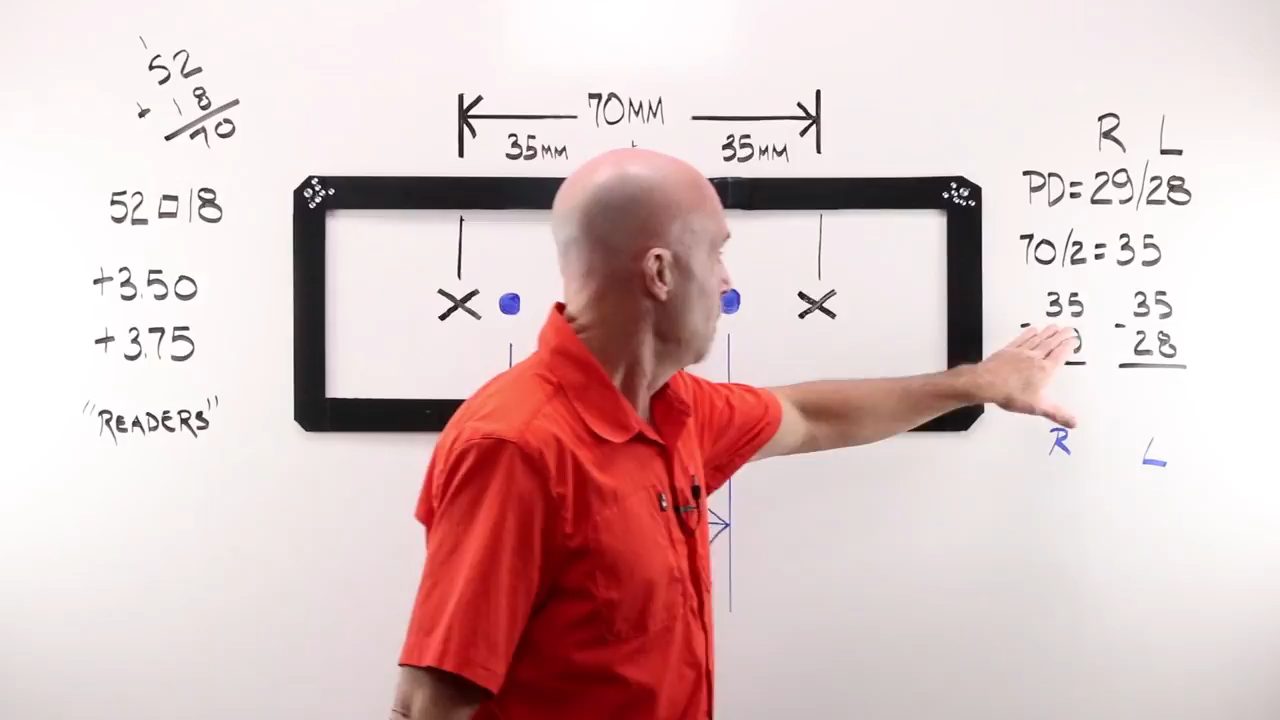 52
+ 18
70
52□18
+3.50
+3.75
"READERS"
70MM
35MM 35MM
R L
PD=29/28
70/2=35
35 35
- - 28
R L